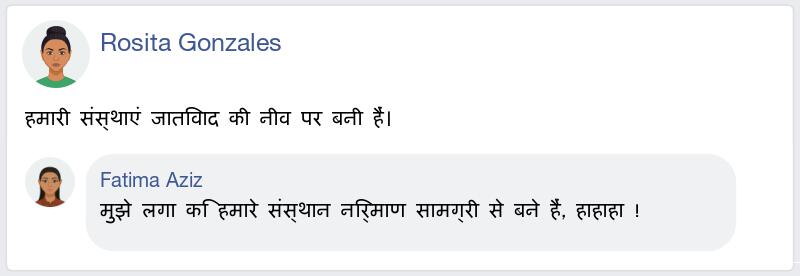 Rosita Gonzales
हमारी संस्थाएं जातिवाद की नीव पर बनी हैं।
Fatima Aziz
मुझे लगा कि हमारे संस्थान निर्माण सामग्री से बने हैं, हाहाहा !